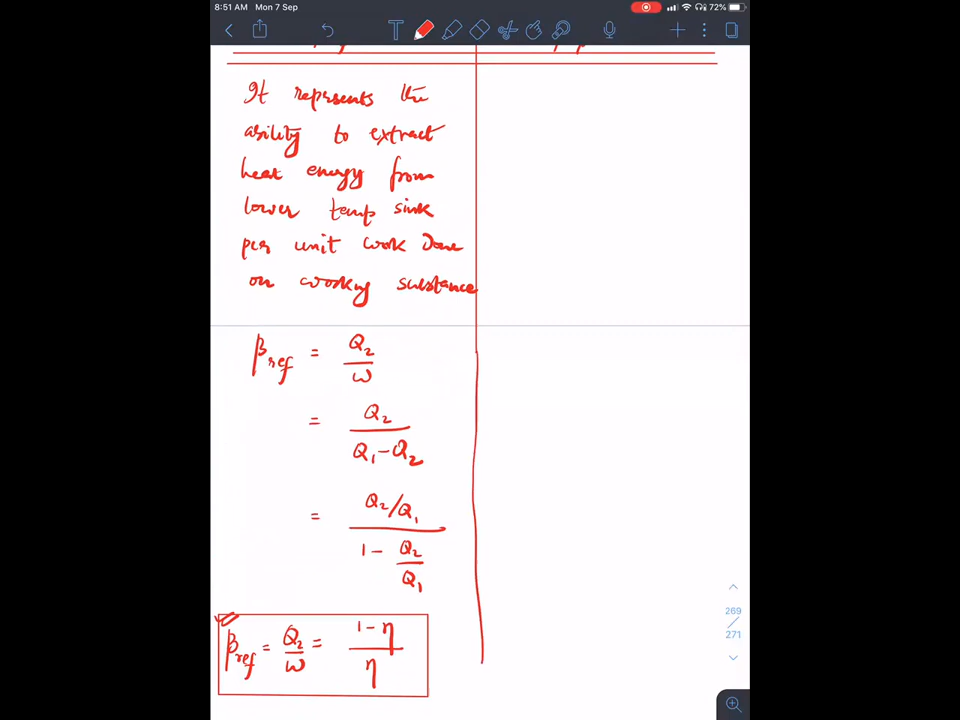 8:51 AM Mon 7 Sep
72%
It represents the
ability to extract
heat energy from
lower temp sink
per unit work Done
on working substance
βref = Q2/W
= Q2/(Q1-Q2)
= (Q2/Q1)/(1 - Q2/Q1)
βref = Q2/W = (1-η)/η
269
271